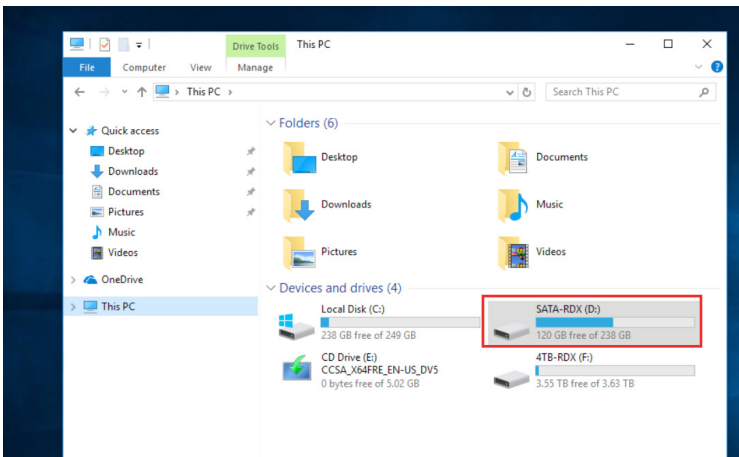 Drive Tools
This PC
File
Computer
View
Manage
This PC
Search This PC
Quick access
Desktop
Downloads
Documents
Pictures
Music
Videos
OneDrive
This PC
Folders (6)
Desktop
Documents
Downloads
Music
Pictures
Videos
Devices and drives (4)
Local Disk (C:)
238 GB free of 249 GB
SATA-RDX (D:)
120 GB free of 238 GB
CD Drive (E:)
CCSA_X64FRE_EN-US_DV5
0 bytes free of 5.02 GB
4TB-RDX (F:)
3.55 TB free of 3.63 TB